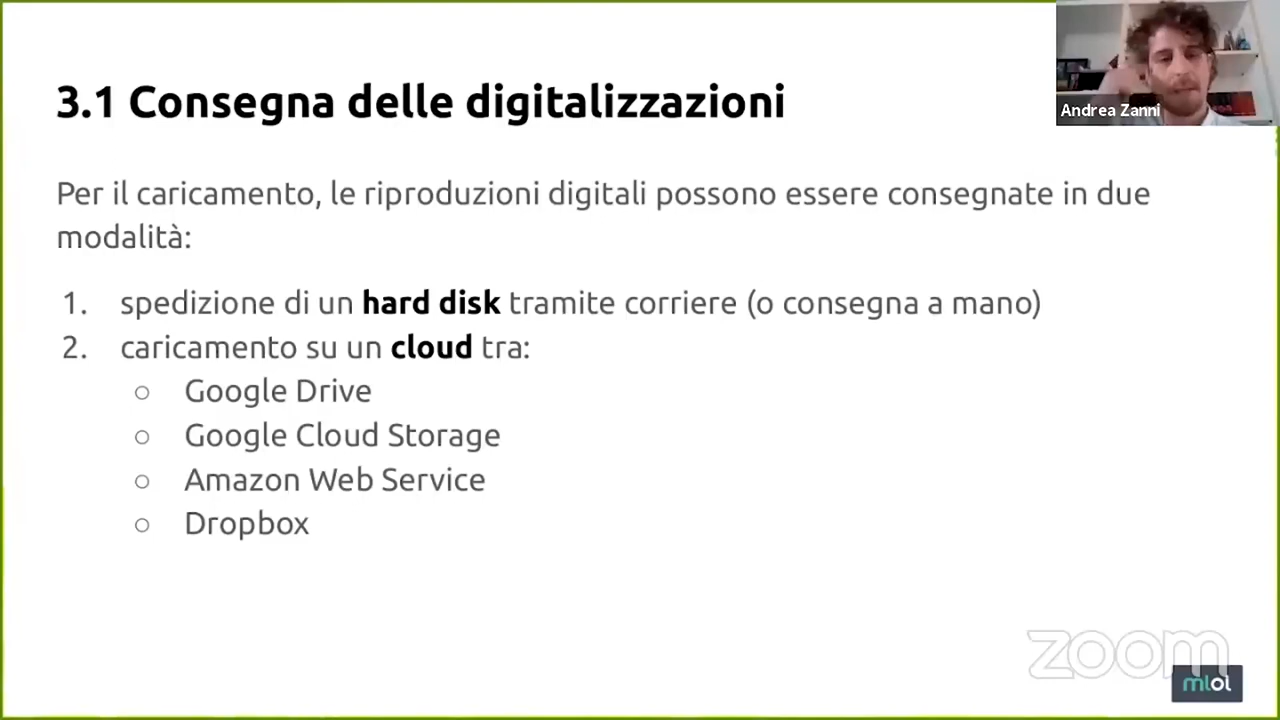 3.1 Consegna delle digitalizzazioni
Andrea Zanni
Per il caricamento, le riproduzioni digitali possono essere consegnate in due
modalità:
1. spedizione di un hard disk tramite corriere (o consegna a mano)
2. caricamento su un cloud tra:
○ Google Drive
○ Google Cloud Storage
○ Amazon Web Service
○ Dropbox
zoom
mlol